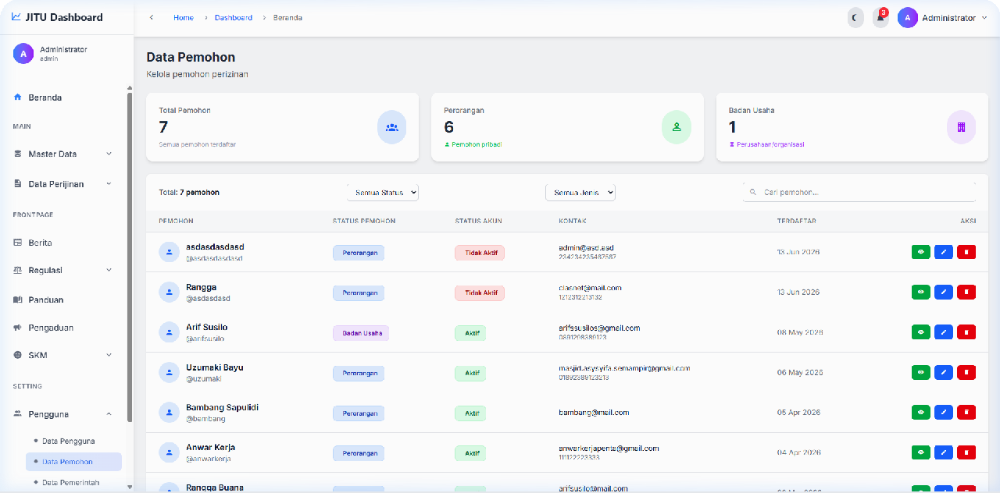 JITU Dashboard
Home > Dashboard > Beranda
3
A Administrator
A
Administrator
admin
Beranda
MAIN
Master Data
Data Perijinan
FRONTPAGE
Berita
Regulasi
Panduan
Pengaduan
SKM
SETTING
Pengguna
Data Pengguna
Data Pemohon
Data Pemerintah
Data Pemohon
Kelola pemohon perizinan
Total Pemohon
7
Semua pemohon terdaftar
Perorangan
6
Pemohon pribadi
Badan Usaha
1
Perusahaan/organisasi
Total: 7 pemohon
Semua Status
Semua Jenis
Cari pemohon...
PEMOHON STATUS PEMOHON STATUS AKUN KONTAK TERDAFTAR AKSI
asdasdasdasd
@asdasdasdasd
Perorangan
Tidak Aktif
admin@asd.asd
234234235467567
13 Jun 2026
Rangga
@asdasdasd
Perorangan
Tidak Aktif
clasnet@mail.com
1212312213132
13 Jun 2026
Arif Susilo
@arifsusilo
Badan Usaha
Aktif
arifssusilos@gmail.com
0891298389123
08 May 2026
Uzumaki Bayu
@uzumaki
Perorangan
Aktif
masjid.asysyifa.semampir@gmail.com
01892389123213
06 May 2026
Bambang Sapulidi
@bambang
Perorangan
Aktif
bambang@mail.com
05 Apr 2026
Anwar Kerja
@anwarkerja
Perorangan
Aktif
anwarkerjapenta@gmail.com
111122223333
04 Apr 2026
Rangga Buana
arifsusilo@mail.com